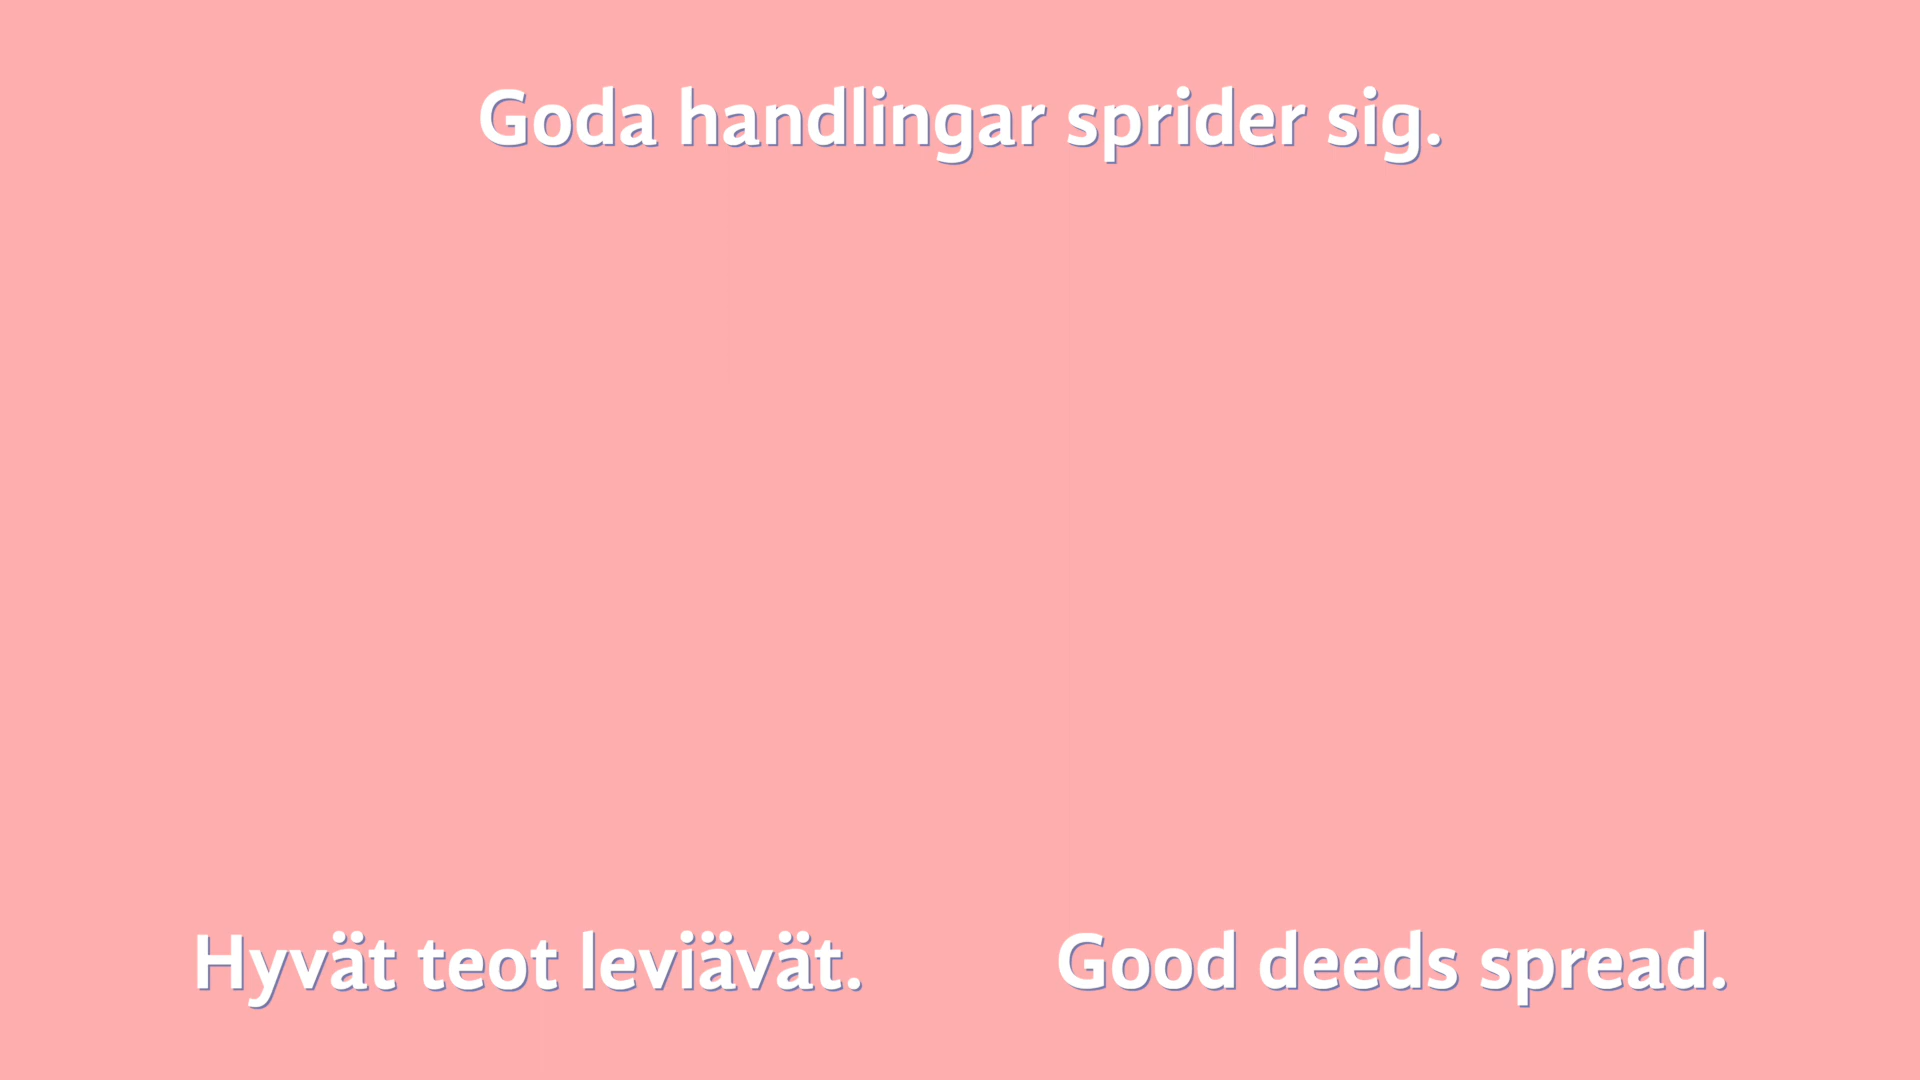 Goda handlingar sprider sig.
Hyvät teot leviävät.
Good deeds spread.